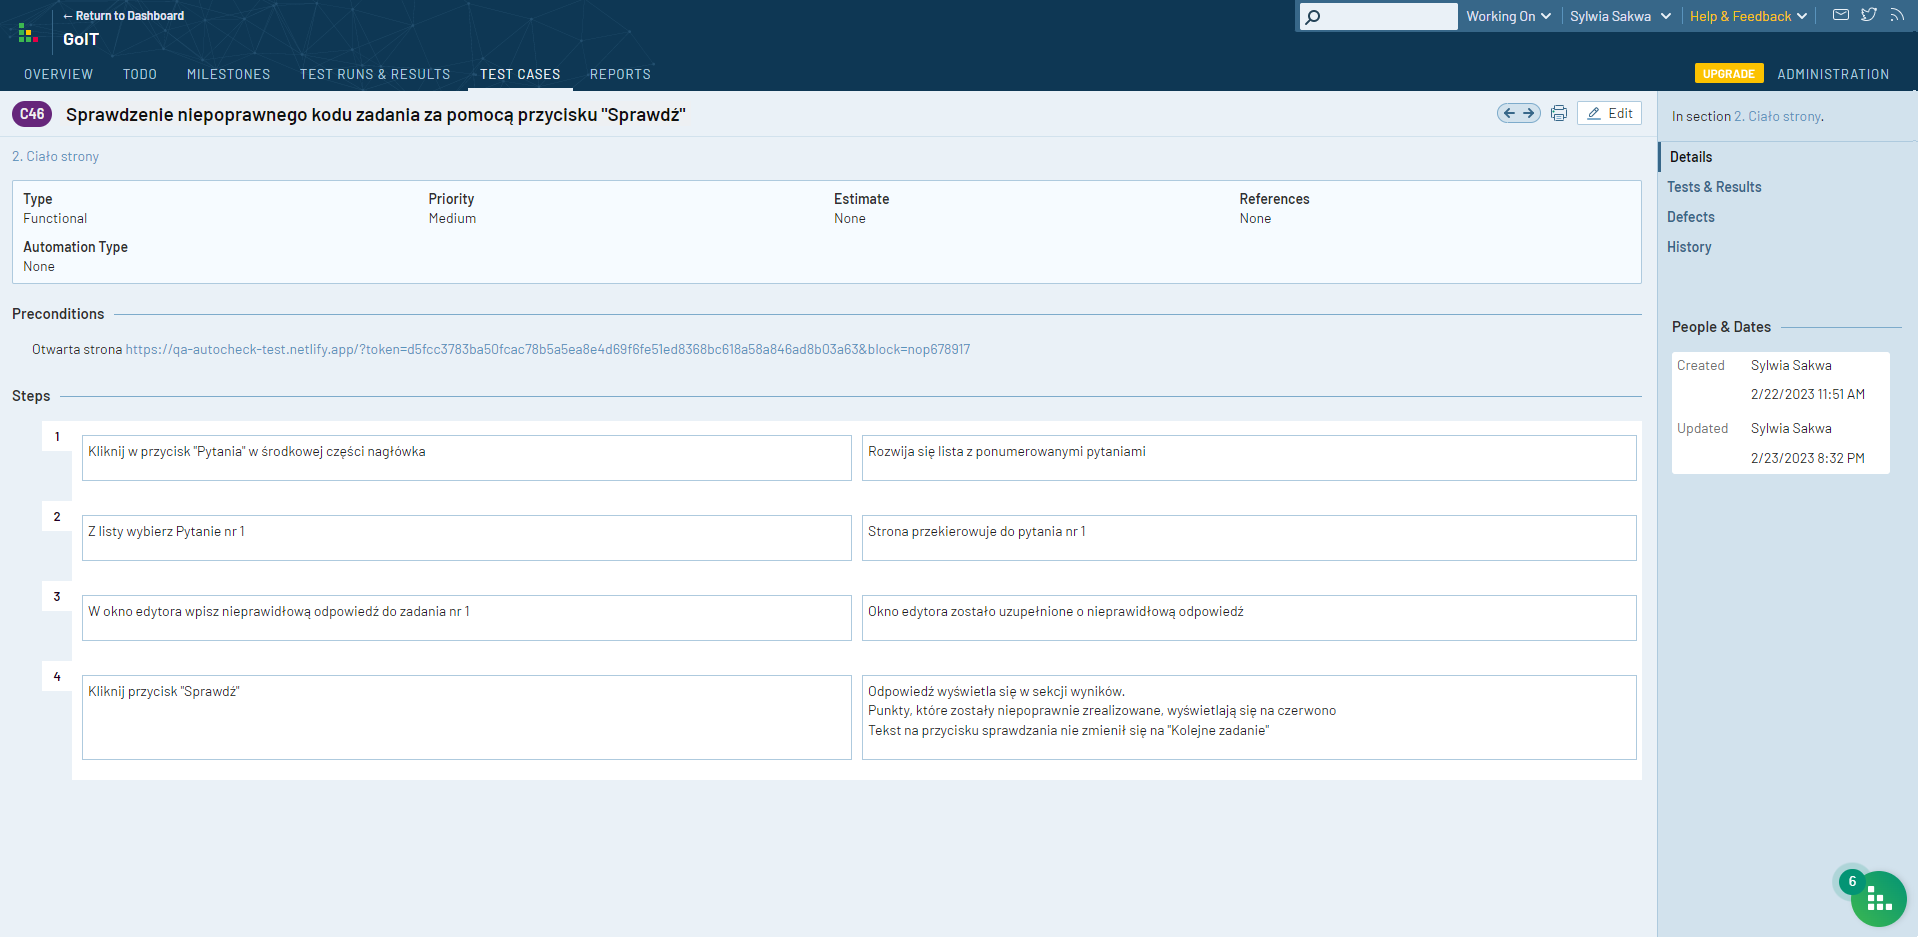 ← Return to Dashboard
GoIT
Working On
Sylwia Sakwa
Help & Feedback
OVERVIEW
TODO
MILESTONES
TEST RUNS & RESULTS
TEST CASES
REPORTS
UPGRADE
ADMINISTRATION
C46
Sprawdzenie niepoprawnego kodu zadania za pomocą przycisku "Sprawdź"
Edit
2. Ciało strony
Type
Functional
Priority
Medium
Estimate
None
References
None
Automation Type
None
Preconditions
Otwarta strona https://qa-autocheck-test.netlify.app/?token=d5fcc3783ba50fcac78b5a5ea8e4d69f6fe51ed8368bc618a58a846ad8b03a63&block=nop678917
Steps
1
Kliknij w przycisk "Pytania" w środkowej części nagłówka
Rozwija się lista z ponumerowanymi pytaniami
2
Z listy wybierz Pytanie nr 1
Strona przekierowuje do pytania nr 1
3
W okno edytora wpisz nieprawidłową odpowiedź do zadania nr 1
Okno edytora zostało uzupełnione o nieprawidłową odpowiedź
4
Kliknij przycisk "Sprawdź"
Odpowiedź wyświetla się w sekcji wyników.
Punkty, które zostały niepoprawnie zrealizowane, wyświetlają się na czerwono
Tekst na przycisku sprawdzania nie zmienił się na "Kolejne zadanie"
In section 2. Ciało strony.
Details
Tests & Results
Defects
History
People & Dates
Created
Sylwia Sakwa
2/22/2023 11:51 AM
Updated
Sylwia Sakwa
2/23/2023 8:32 PM
6